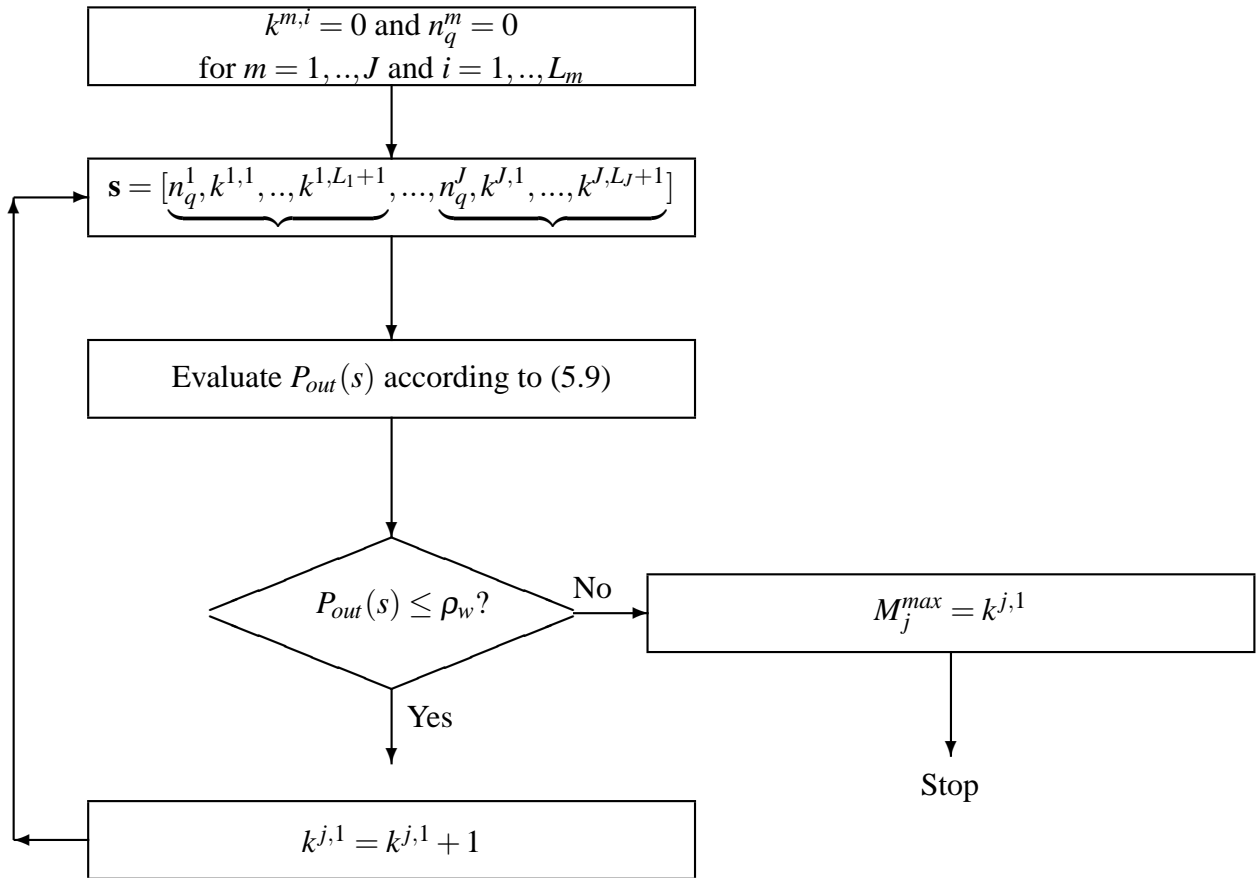 k^{m,i} = 0 and n_q^m = 0
for m = 1,..,J and i = 1,..,L_m
s = [n_q^1, k^{1,1}, .., k^{1,L_1+1}, ..., n_q^J, k^{J,1}, ..., k^{J,L_J+1}]
Evaluate P_{out}(s) according to (5.9)
P_{out}(s) ≤ ρ_w?
No
M_j^{max} = k^{j,1}
Yes
Stop
k^{j,1} = k^{j,1} + 1